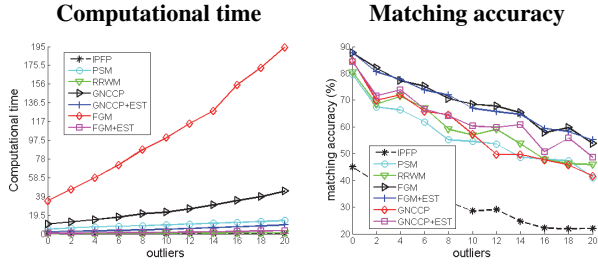 Computational time
Computational time
195
175
156
136.5
117
97.5
78
58
39
19.5
0
IPFP
PSM
RRWM
GNCCP
GNCCP+EST
FGM
FGM+EST
0 2 4 6 8 10 12 14 16 18 20
outliers
Matching accuracy
matching accuracy (%)
90
80
70
60
50
40
30
20
IPFP
PSM
RRWM
FGM
FGM+EST
GNCCP
GNCCP+EST
0 2 4 6 8 10 12 14 16 18 20
outliers